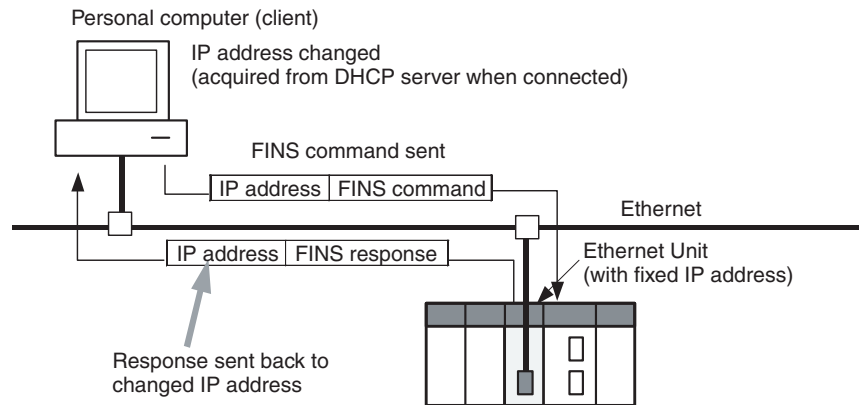 Personal computer (client)
IP address changed
(acquired from DHCP server when connected)
FINS command sent
IP address FINS command
Ethernet
IP address FINS response
Ethernet Unit
(with fixed IP address)
Response sent back to
changed IP address